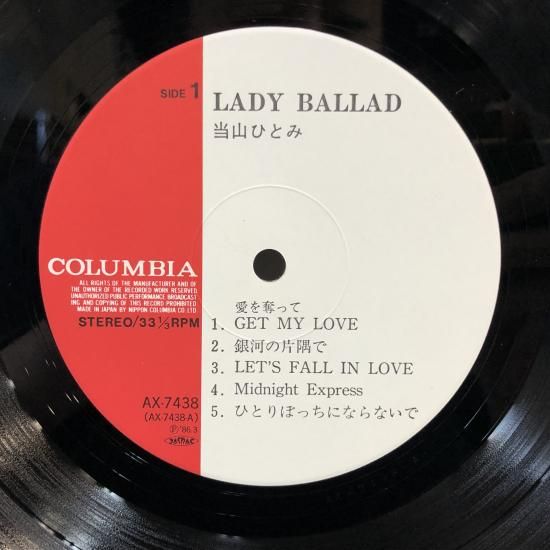 SIDE 1
LADY BALLAD
当山ひとみ
COLUMBIA
ALL RIGHTS OF THE MANUFACTURER AND OF
THE OWNER OF THE RECORDED WORK RESERVED.
UNAUTHORIZED PUBLIC PERFORMANCE BROADCAST-
ING AND COPYING OF THIS RECORD PROHIBITED.
MADE IN JAPAN BY NIPPON COLUMBIA CO. LTD.
STEREO/33 1/3 RPM
愛を奪って
1. GET MY LOVE
2. 銀河の片隅で
3. LET'S FALL IN LOVE
4. Midnight Express
5. ひとりぼっちにならないで
AX-7438
(AX-7438-A)
Ⓟ'86.3